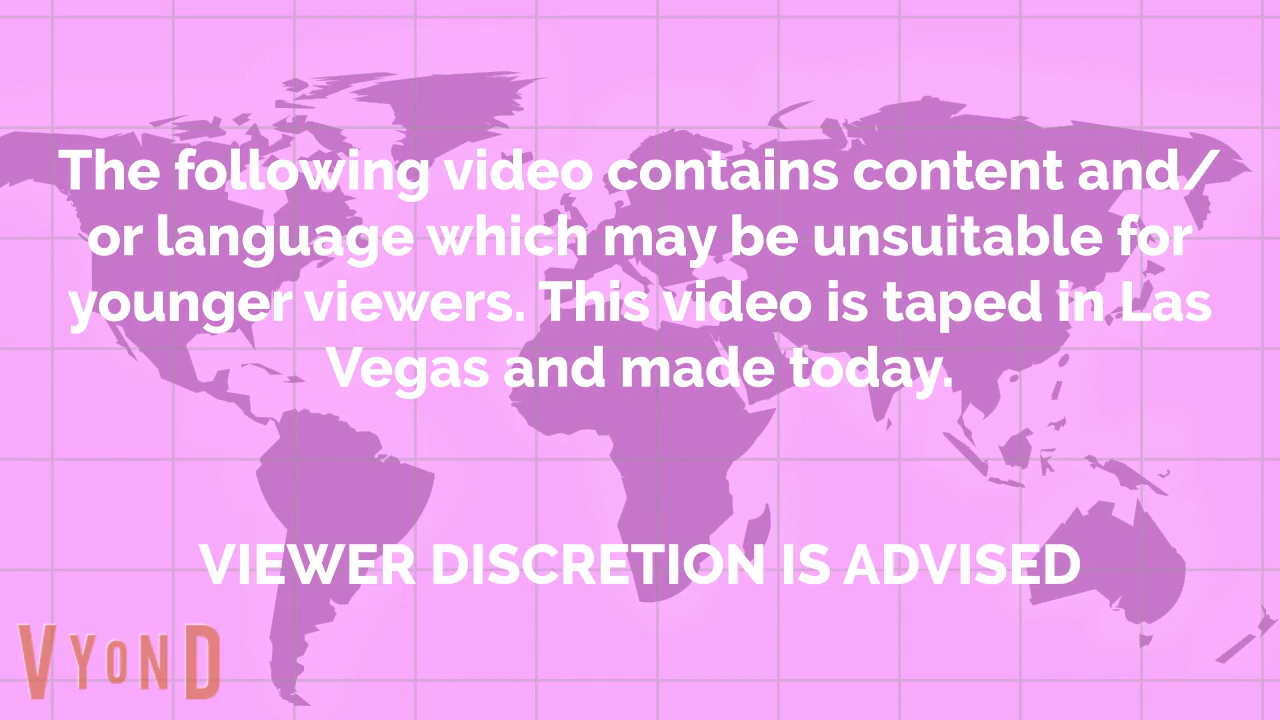 The following video contains content and/
or language which may be unsuitable for
younger viewers. This video is taped in Las
Vegas and made today.
VIEWER DISCRETION IS ADVISED
VYOND